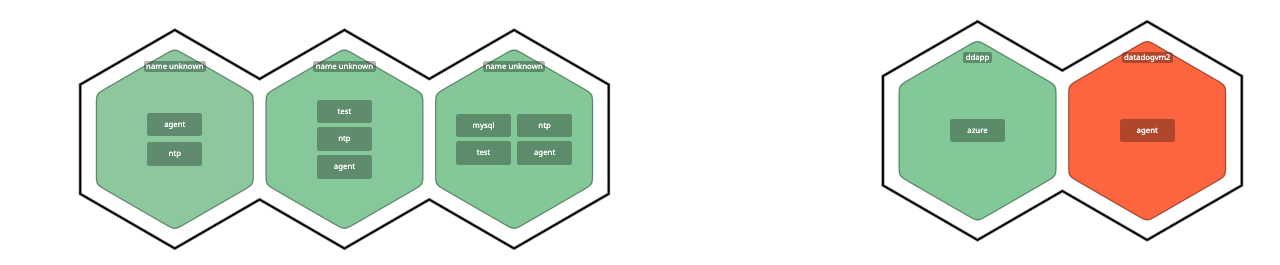 name unknown
agent
ntp
name unknown
test
ntp
agent
name unknown
mysql ntp
test agent
ddapp
azure
datadogvm2
agent